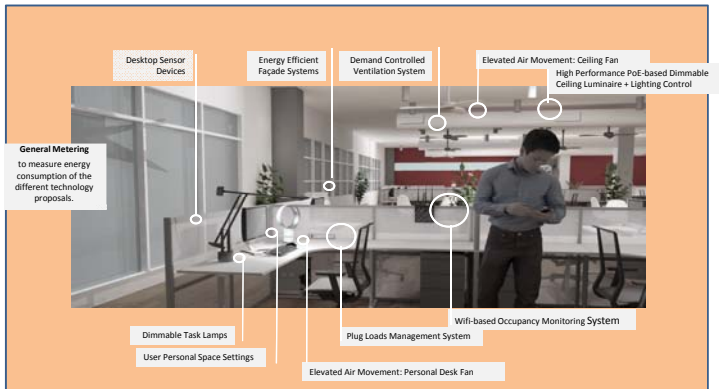 Desktop Sensor
Devices
Energy Efficient
Façade Systems
Demand Controlled
Ventilation System
Elevated Air Movement: Ceiling Fan
High Performance PoE-based Dimmable
Ceiling Luminaire + Lighting Control
General Metering
to measure energy
consumption of the
different technology
proposals.
Wifi-based Occupancy Monitoring System
Dimmable Task Lamps
Plug Loads Management System
User Personal Space Settings
Elevated Air Movement: Personal Desk Fan